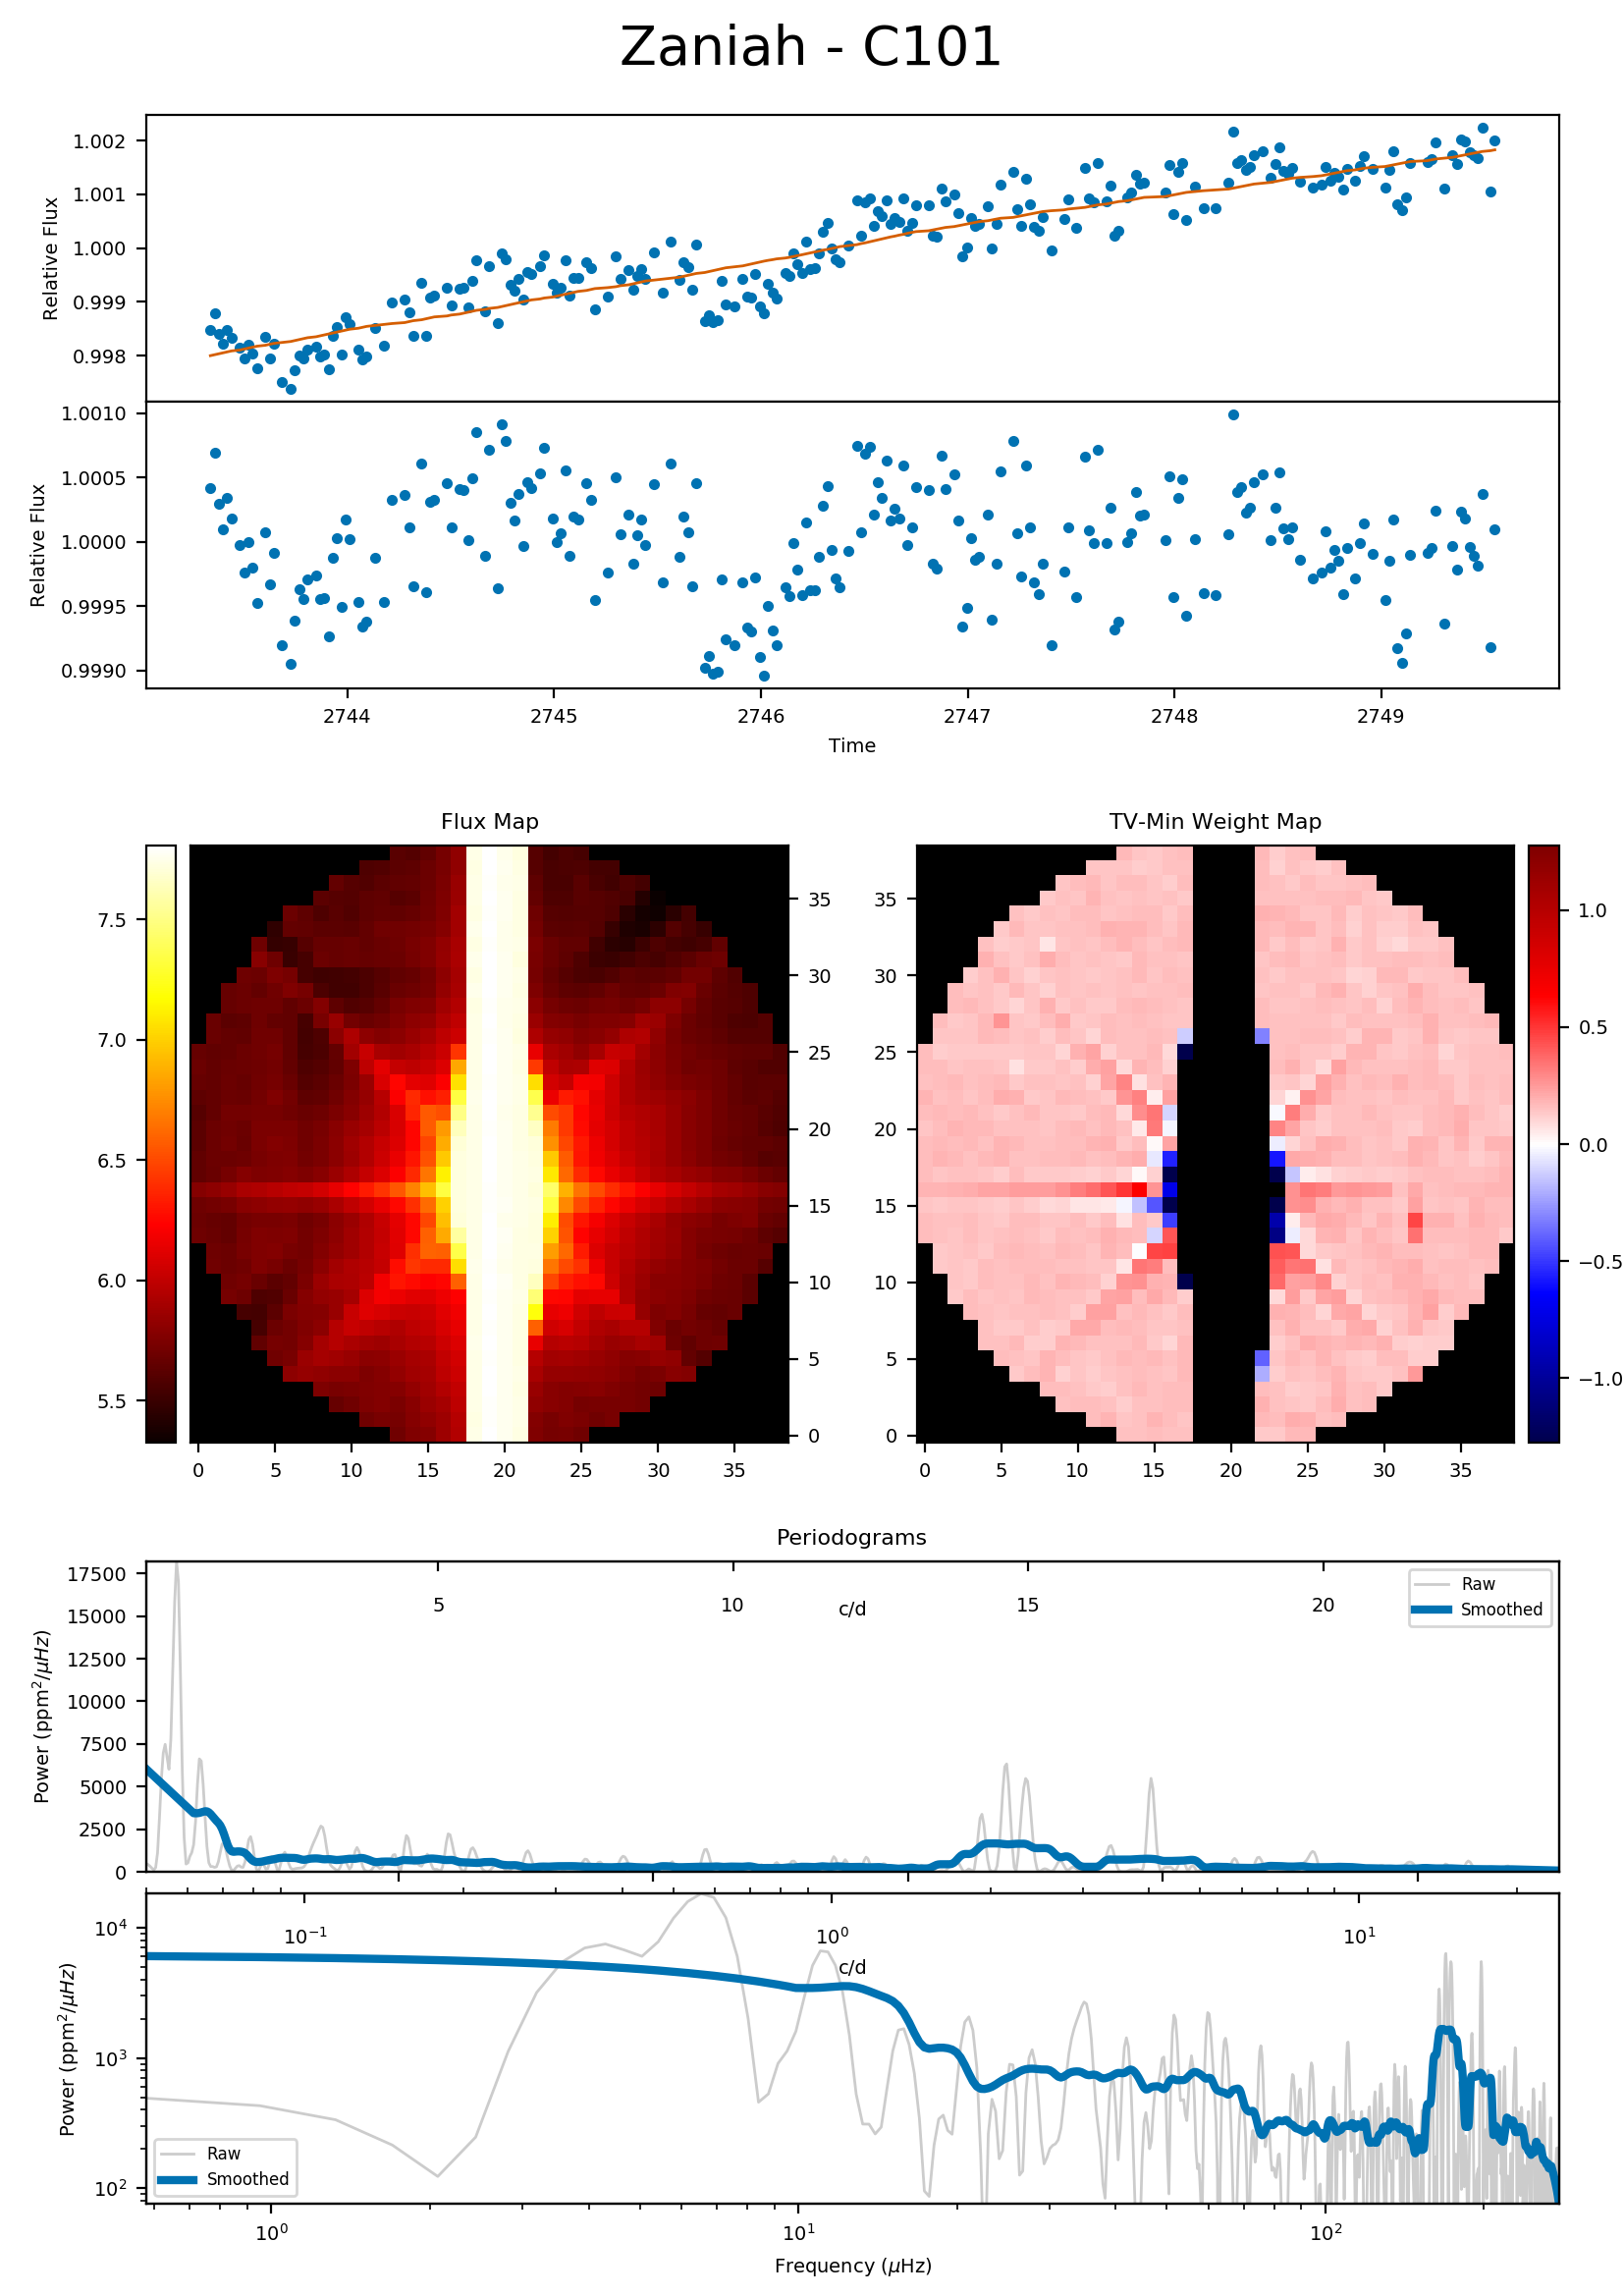 Zaniah - C101
1.002
1.001
1.000
0.999
0.998
Relative Flux
1.0010
1.0005
1.0000
0.9995
0.9990
Relative Flux
2744 2745 2746 2747 2748 2749
Time
Flux Map
7.5
7.0
6.5
6.0
5.5
35
30
25
20
15
10
5
0
0 5 10 15 20 25 30 35
TV-Min Weight Map
35
30
25
20
15
10
5
0
0 5 10 15 20 25 30 35
1.0
0.5
0.0
−0.5
−1.0
Periodograms
17500
15000
12500
10000
7500
5000
2500
0
Power (ppm²/μHz)
5 10 15 20
c/d
Raw
Smoothed
10⁴
10³
10²
Power (ppm²/μHz)
10⁻¹ 10⁰ 10¹
c/d
Raw
Smoothed
10⁰ 10¹ 10²
Frequency (μHz)